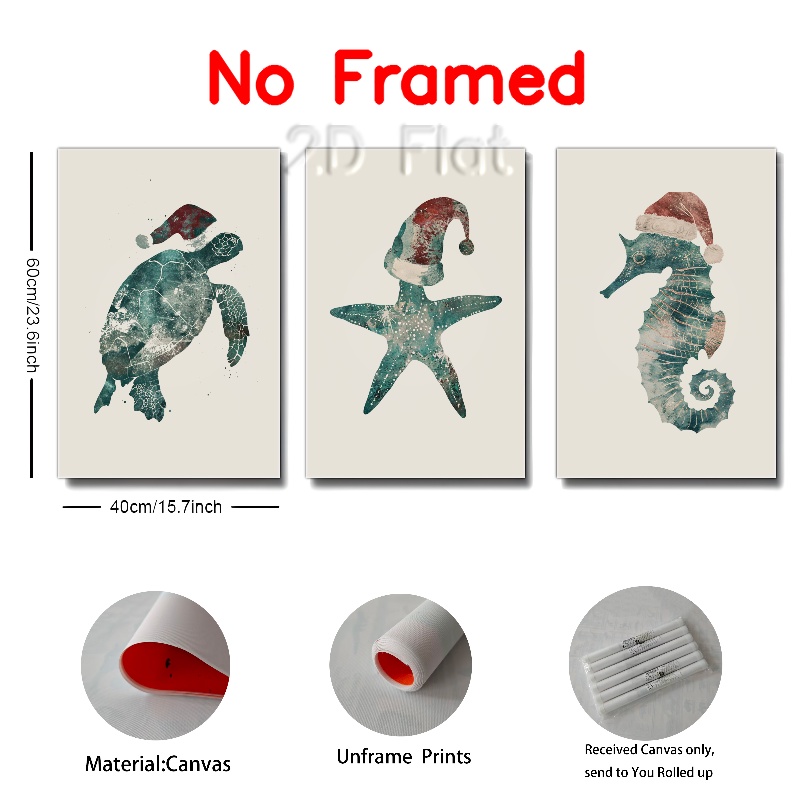 No Framed
2D Flat
60cm/23.6inch
40cm/15.7inch
Material:Canvas
Unframe Prints
Received Canvas only,
send to You Rolled up